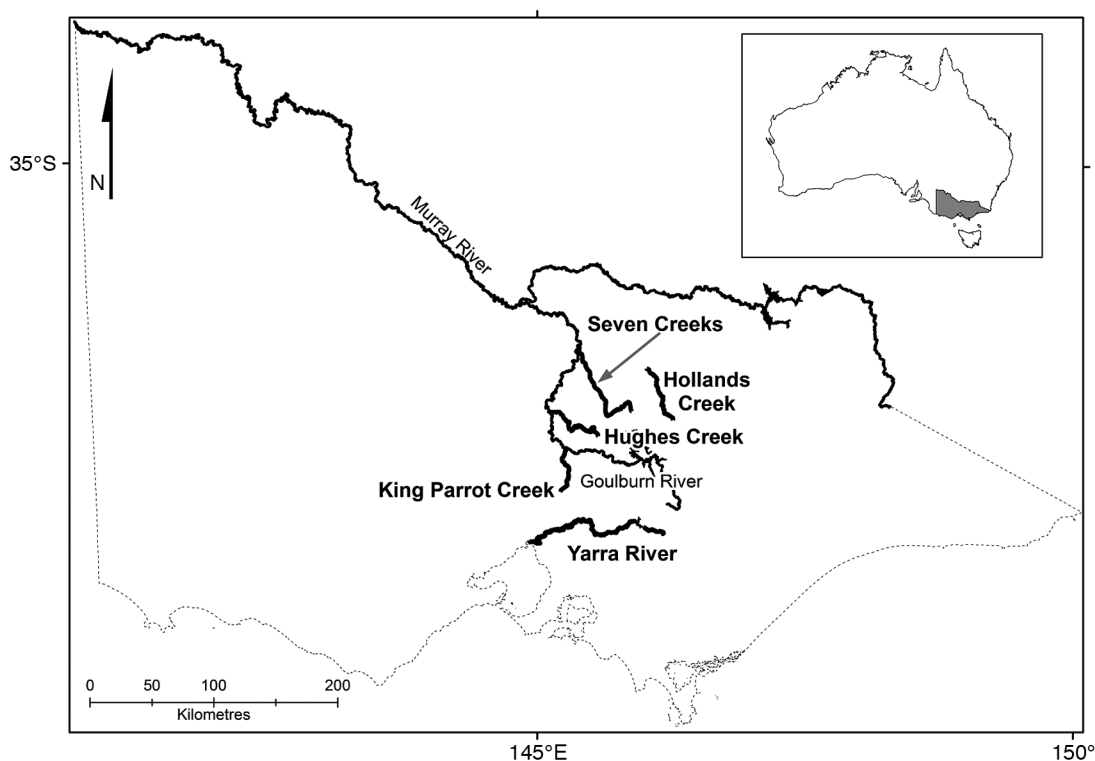 35°S
N
Murray River
Seven Creeks
Hollands
Creek
Hughes Creek
Goulburn River
King Parrot Creek
Yarra River
0 50 100 200
Kilometres
145°E
150°